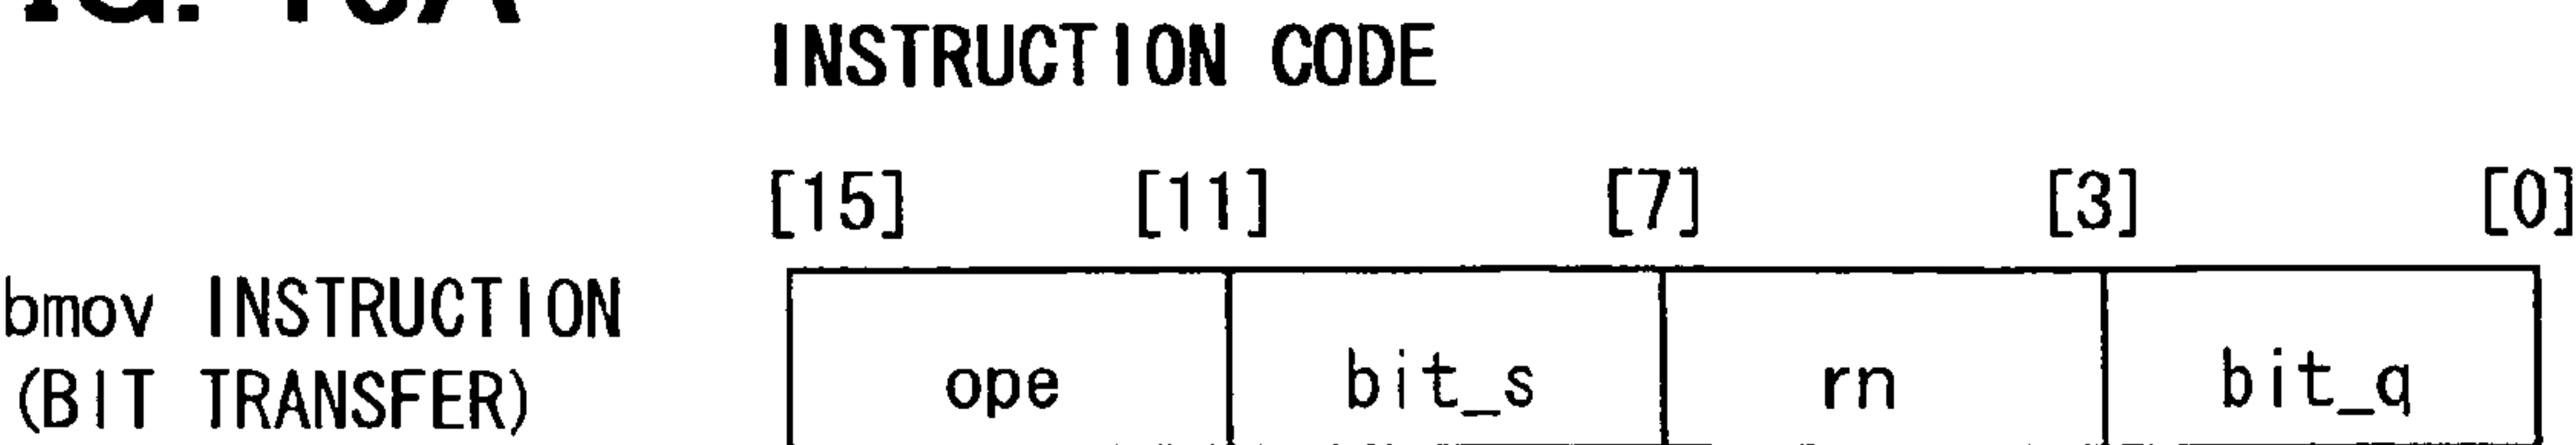 INSTRUCTION CODE
[15] [11] [7] [3] [0]
bmov INSTRUCTION
(BIT TRANSFER)
ope bit_s rn bit_q